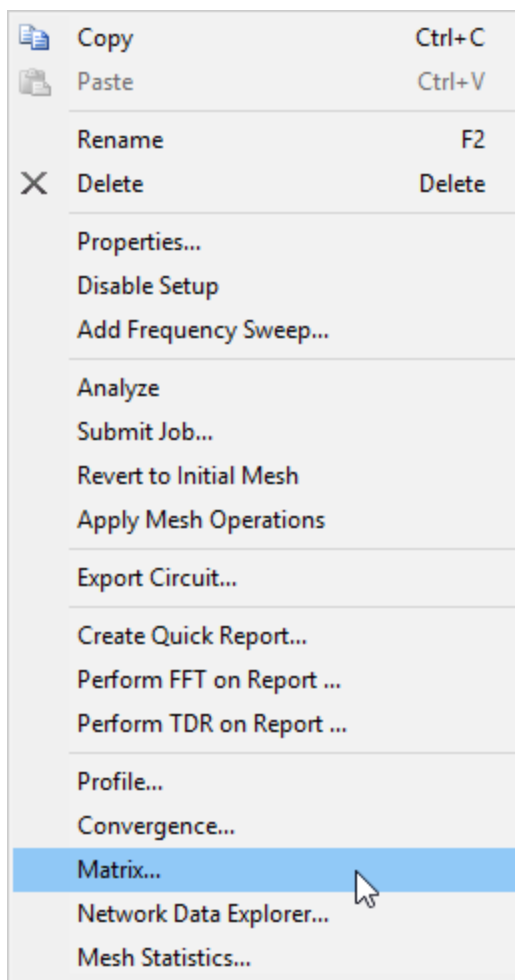 Copy Ctrl+C
Paste Ctrl+V
Rename F2
Delete Delete
Properties...
Disable Setup
Add Frequency Sweep...
Analyze
Submit Job...
Revert to Initial Mesh
Apply Mesh Operations
Export Circuit...
Create Quick Report...
Perform FFT on Report ...
Perform TDR on Report ...
Profile...
Convergence...
Matrix...
Network Data Explorer...
Mesh Statistics...